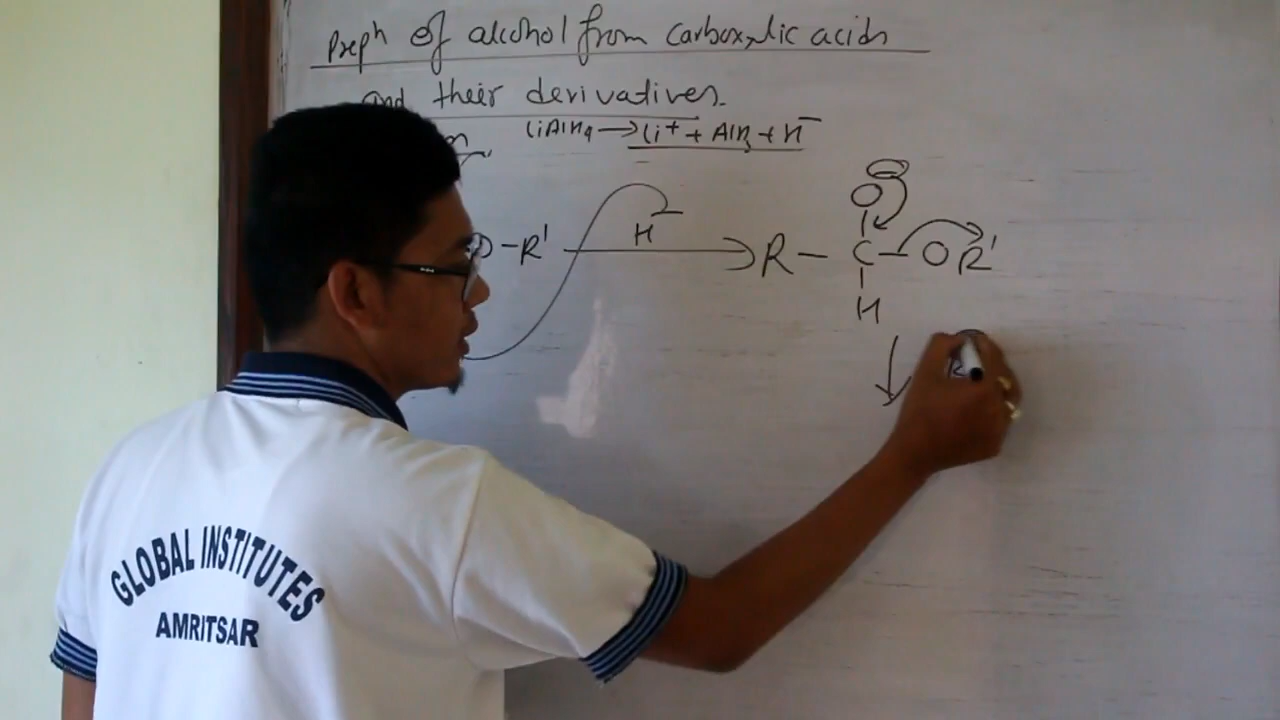 Prepn of alcohol from carboxylic acids
and their derivatives.
LiAlH4 → Li+ + AlH3 + H−
O-R'
H−
R-C-OR'
O
H
GLOBAL INSTITUTES
AMRITSAR